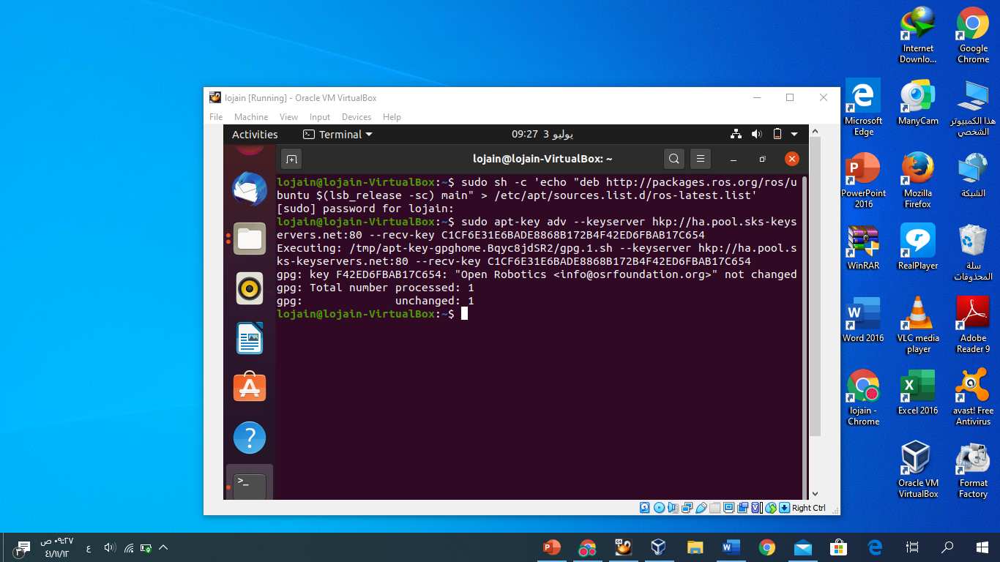 Internet Downlo...
Google Chrome
Microsoft Edge
ManyCam
هذا الكمبيوتر الشخصي
PowerPoint 2016
Mozilla Firefox
الشبكة
WinRAR
RealPlayer
سلة المحذوفات
Word 2016
VLC media player
Adobe Reader 9
lojain - Chrome
Excel 2016
avast! Free Antivirus
Oracle VM VirtualBox
Format Factory
lojain [Running] - Oracle VM VirtualBox
File Machine View Input Devices Help
Activities Terminal 09:27 3 يوليو
lojain@lojain-VirtualBox: ~
lojain@lojain-VirtualBox:~$ sudo sh -c 'echo "deb http://packages.ros.org/ros/u
buntu $(lsb_release -sc) main" > /etc/apt/sources.list.d/ros-latest.list'
[sudo] password for lojain:
lojain@lojain-VirtualBox:~$ sudo apt-key adv --keyserver hkp://ha.pool.sks-keys
ervers.net:80 --recv-key C1CF6E31E6BADE8868B172B4F42ED6FBAB17C654
Executing: /tmp/apt-key-gpghome.Bqyc8jdSR2/gpg.1.sh --keyserver hkp://ha.pool.s
ks-keyservers.net:80 --recv-key C1CF6E31E6BADE8868B172B4F42ED6FBAB17C654
gpg: key F42ED6FBAB17C654: "Open Robotics <info@osrfoundation.org>" not changed
gpg: Total number processed: 1
gpg:              unchanged: 1
lojain@lojain-VirtualBox:~$
Right Ctrl
٠٩:٢٧ ص
٤١/١١/١٢
ع
٣